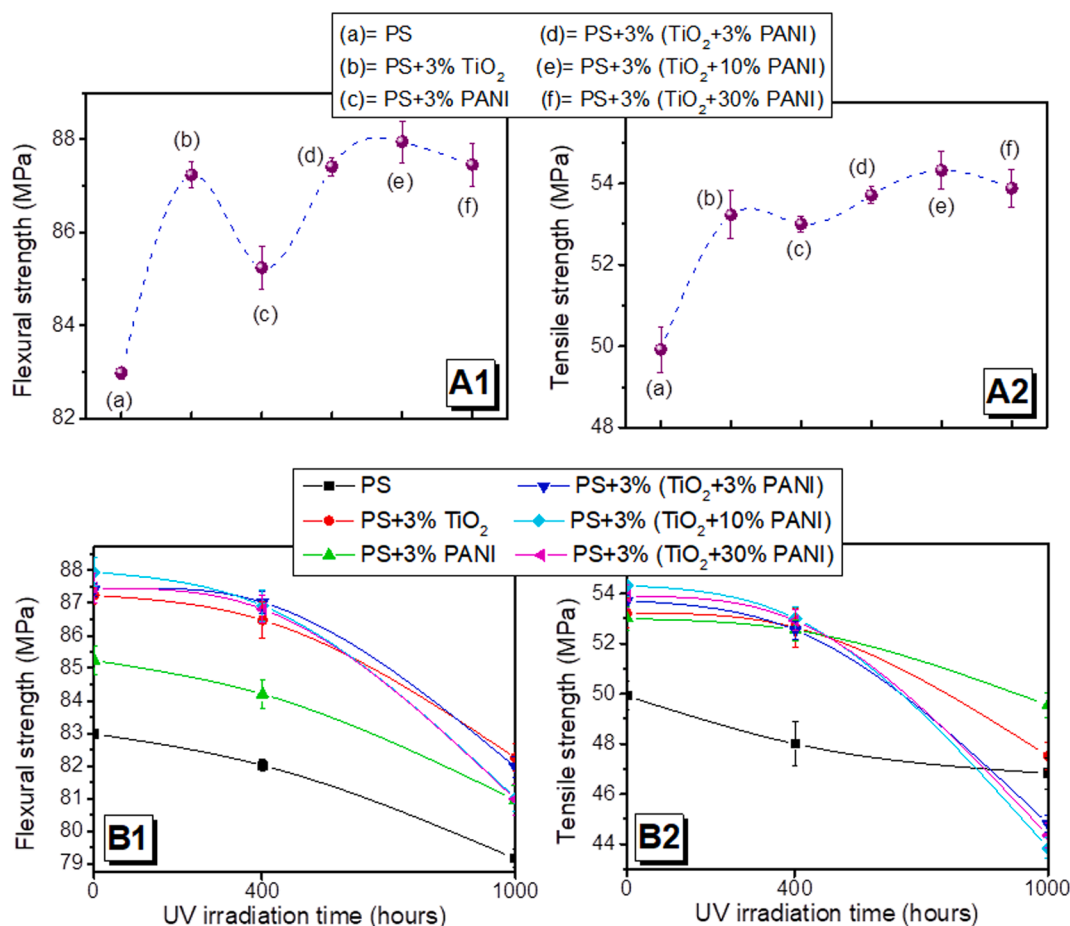 (a)= PS (d)= PS+3% (TiO₂+3% PANI)
(b)= PS+3% TiO₂ (e)= PS+3% (TiO₂+10% PANI)
(c)= PS+3% PANI (f)= PS+3% (TiO₂+30% PANI)
Flexural strength (MPa)
88
86
84
82
(a)
(b)
(c)
(d)
(e)
(f)
A1
Tensile strength (MPa)
54
52
50
48
(a)
(b)
(c)
(d)
(e)
(f)
A2
PS PS+3% (TiO₂+3% PANI)
PS+3% TiO₂ PS+3% (TiO₂+10% PANI)
PS+3% PANI PS+3% (TiO₂+30% PANI)
Flexural strength (MPa)
88
87
86
85
84
83
82
81
79
79
B1
0 400 1000
UV irradiation time (hours)
Tensile strength (MPa)
54
52
50
48
46
44
B2
0 400 1000
UV irradiation time (hours)